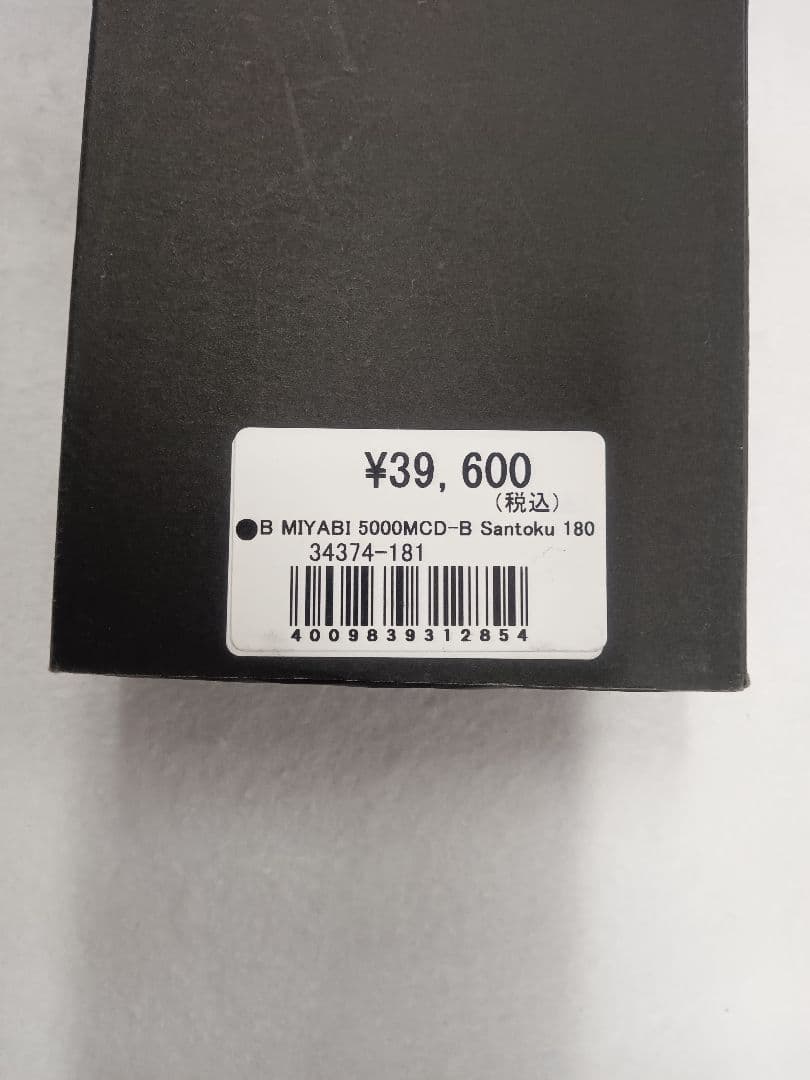 ¥39,600
(税込)
●B MIYABI 5000MCD-B Santoku 180
34374-181
4009839312854